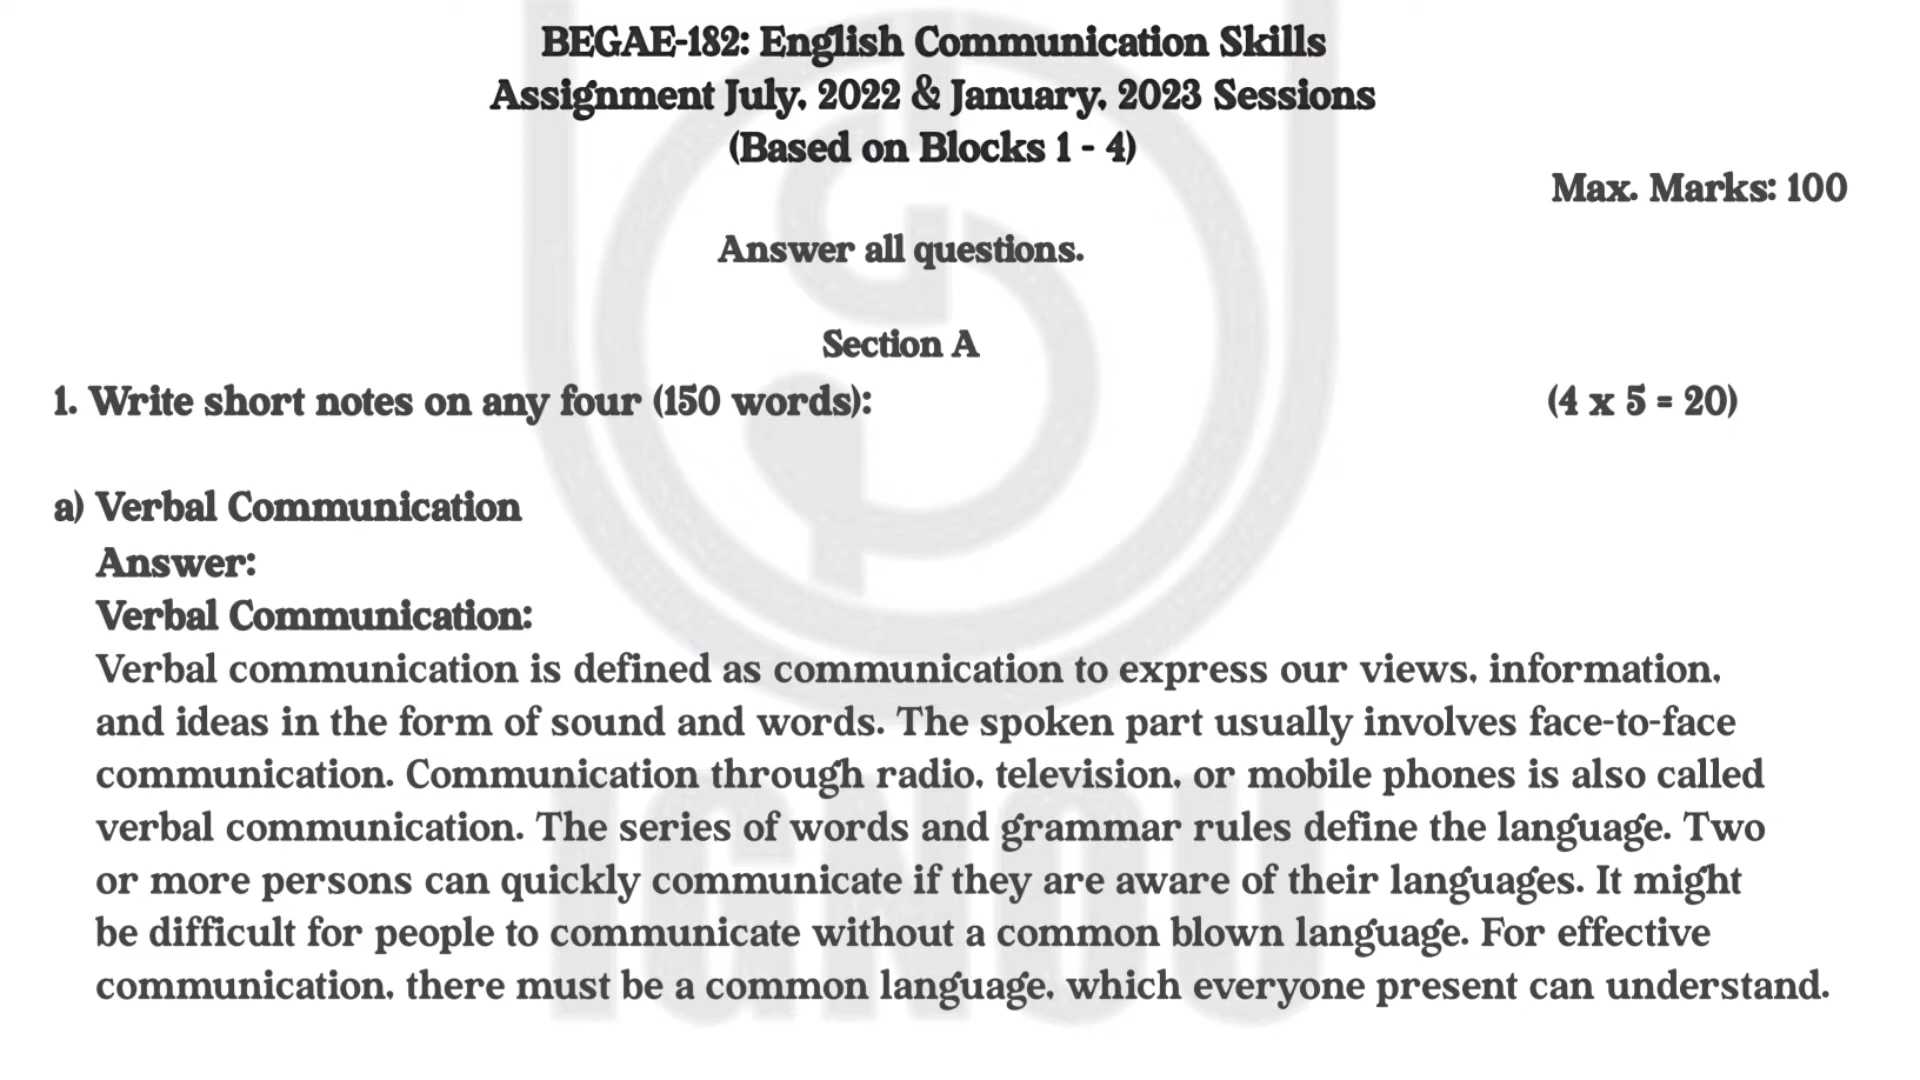 BEGAE-182: English Communication Skills
Assignment July, 2022 & January, 2023 Sessions
(Based on Blocks 1 - 4)
Max. Marks: 100
Answer all questions.
Section A
1. Write short notes on any four (150 words): (4 x 5 = 20)
a) Verbal Communication
Answer:
Verbal Communication:
Verbal communication is defined as communication to express our views, information,
and ideas in the form of sound and words. The spoken part usually involves face-to-face
communication. Communication through radio, television, or mobile phones is also called
verbal communication. The series of words and grammar rules define the language. Two
or more persons can quickly communicate if they are aware of their languages. It might
be difficult for people to communicate without a common blown language. For effective
communication, there must be a common language, which everyone present can understand.
IGNOU